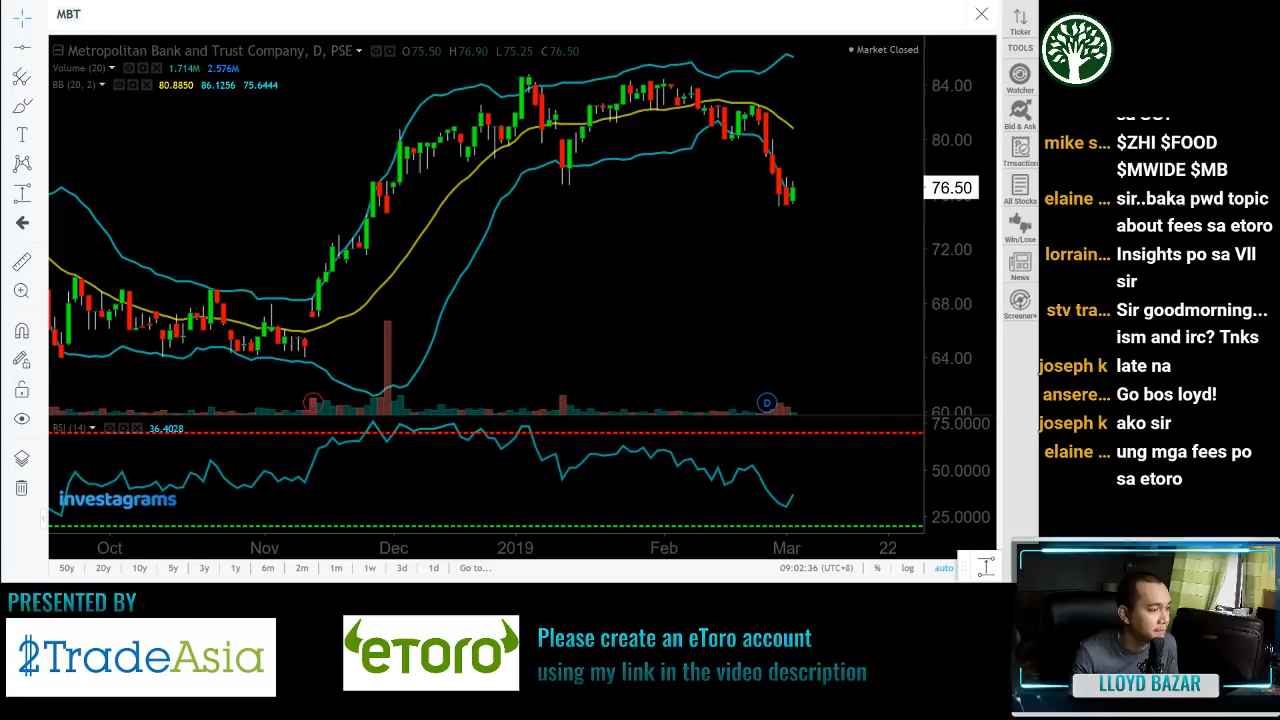 MBT
Metropolitan Bank and Trust Company, D, PSE
O75.50 H76.90 L75.25 C76.50
Market Closed
Volume (20) 1.714M 2.576M
BB (20, 2) 80.8850 86.1256 75.6444
84.00
80.00
76.50
72.00
68.00
64.00
60.00
D
RSI (14) 36.4028
75.0000
50.0000
25.0000
investagrams
Oct Nov Dec 2019 Feb Mar 22
50y 20y 10y 5y 3y 1y 6m 2m 1m 1w 3d 1d Go to...
09:02:36 (UTC+8) % log auto
Ticker
TOOLS
Watcher
Bid & Ask
All Stocks
Win/Lose
News
Screener+
mike s... $ZHI $FOOD
$MWIDE $MB
elaine ... sir..baka pwd topic
about fees sa etoro
lorrain... Insights po sa Vll
sir
stv tra... Sir goodmorning...
ism and irc? Tnks
joseph k late na
ansere... Go bos loyd!
joseph k ako sir
elaine ... ung mga fees po
sa etoro
PRESENTED BY
2TradeAsia
eToro
Please create an eToro account
using my link in the video description
LLOYD BAZAR